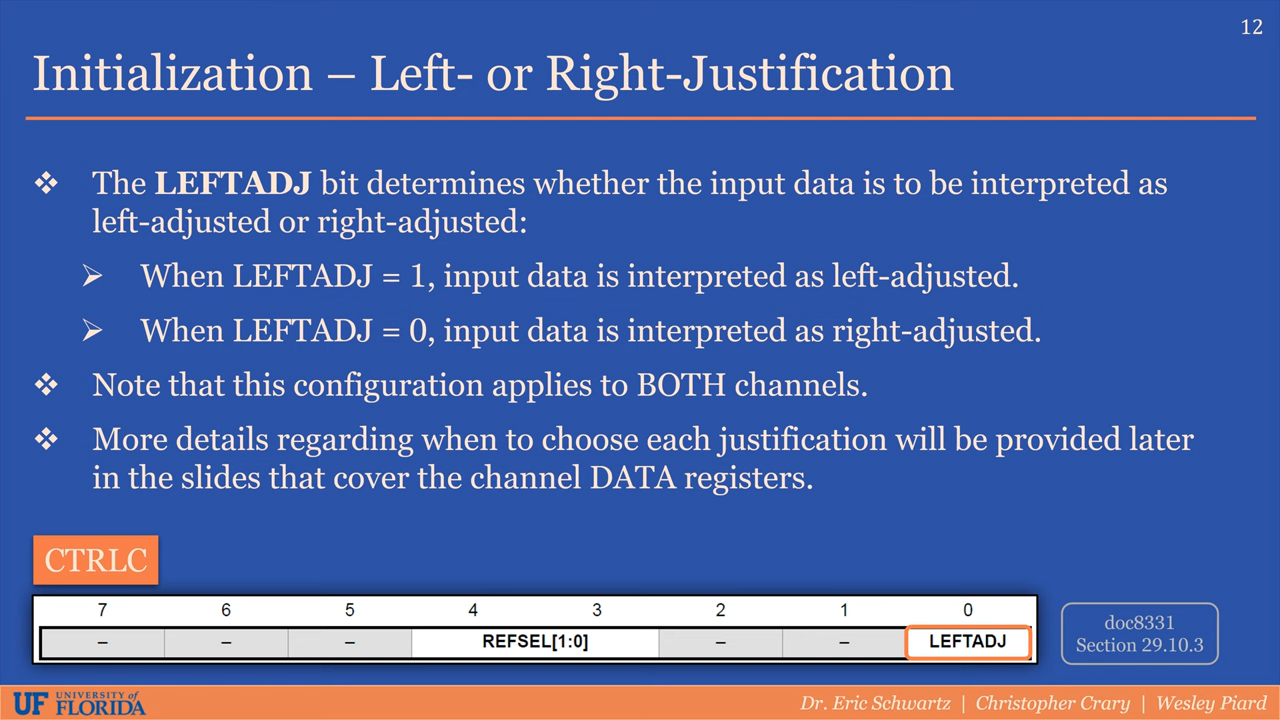 12
Initialization – Left- or Right-Justification
❖ The LEFTADJ bit determines whether the input data is to be interpreted as
left-adjusted or right-adjusted:
➢ When LEFTADJ = 1, input data is interpreted as left-adjusted.
➢ When LEFTADJ = 0, input data is interpreted as right-adjusted.
❖ Note that this configuration applies to BOTH channels.
❖ More details regarding when to choose each justification will be provided later
in the slides that cover the channel DATA registers.
CTRLC
7 6 5 4 3 2 1 0
– – – REFSEL[1:0] – – LEFTADJ
doc8331
Section 29.10.3
UF UNIVERSITY of
FLORIDA
Dr. Eric Schwartz | Christopher Crary | Wesley Piard